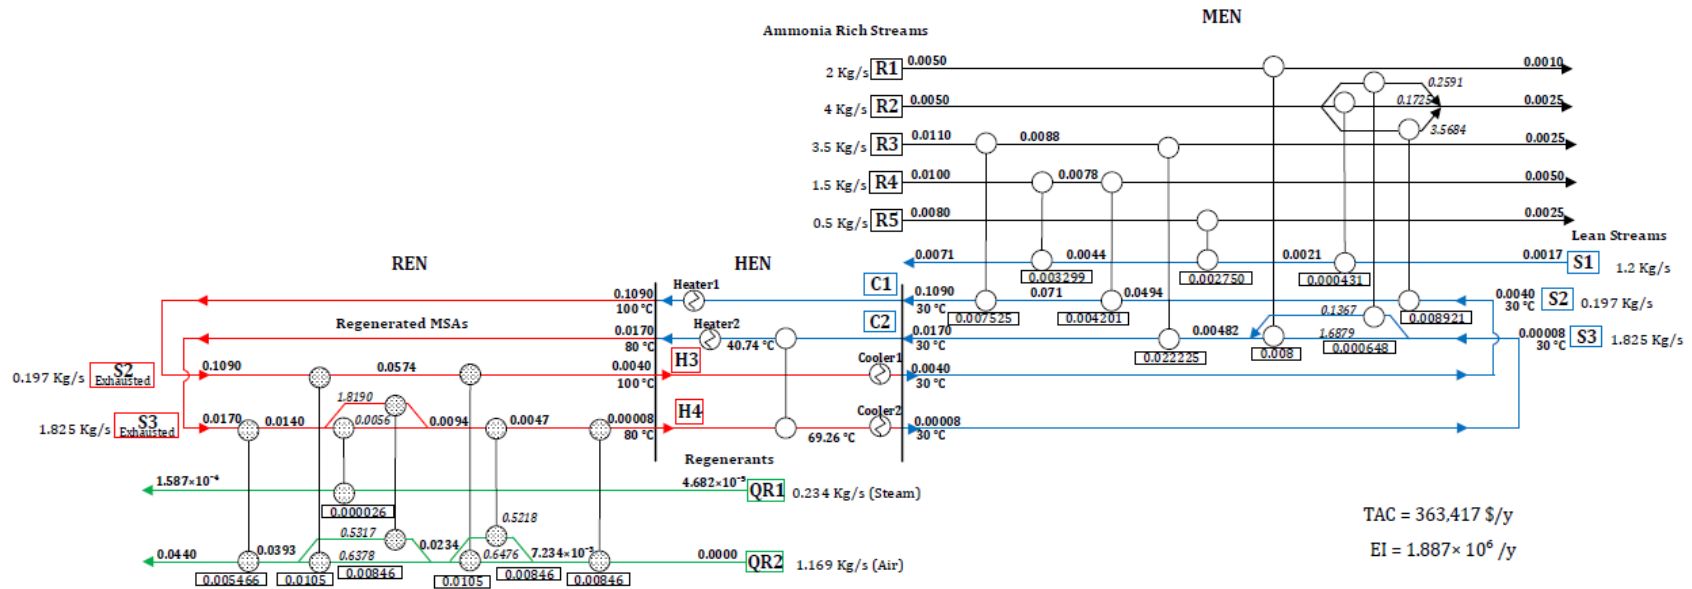 MEN
Ammonia Rich Streams
2 Kg/s R1 0.0050 0.0010
0.2591
4 Kg/s R2 0.0050 0.1725 0.0025
3.5684
3.5 Kg/s R3 0.0110 0.0088 0.0025
1.5 Kg/s R4 0.0100 0.0078 0.0050
0.5 Kg/s R5 0.0080 0.0025
Lean Streams
0.0071 0.0044 0.0021 0.0017 S1 1.2 Kg/s
0.003299 0.002750 0.000431
REN HEN
Heater1 C1
0.1090 0.1090 0.071 0.0494 0.0040 S2 0.197 Kg/s
100 °C 30 °C 30 °C
0.007525 0.004201 0.1367 0.008921
Regenerated MSAs Heater2 C2
0.0170 0.0170 0.00482 1.6879 0.00008 S3 1.825 Kg/s
80 °C 40.74 °C 30 °C 30 °C
0.022225 0.008 0.000648
H3 Cooler1
0.197 Kg/s S2 Exhausted 0.1090 0.0574 0.0040 0.0040
100 °C 30 °C
1.8190
H4 Cooler2
1.825 Kg/s S3 Exhausted 0.0170 0.0140 0.0056 0.0094 0.0047 0.00008 0.00008
80 °C 69.26 °C 30 °C
Regenerants
1.587×10⁻⁴ 4.682×10⁻⁵ QR1 0.234 Kg/s (Steam)
0.000026
0.5317 0.5218
0.0440 0.0393 0.6378 0.0234 0.6476 0.0000 QR2 1.169 Kg/s (Air)
0.005466 0.0105 0.00846 0.0105 0.00846 0.00846
TAC = 363,417 $/y
EI = 1.887× 10⁶ /y